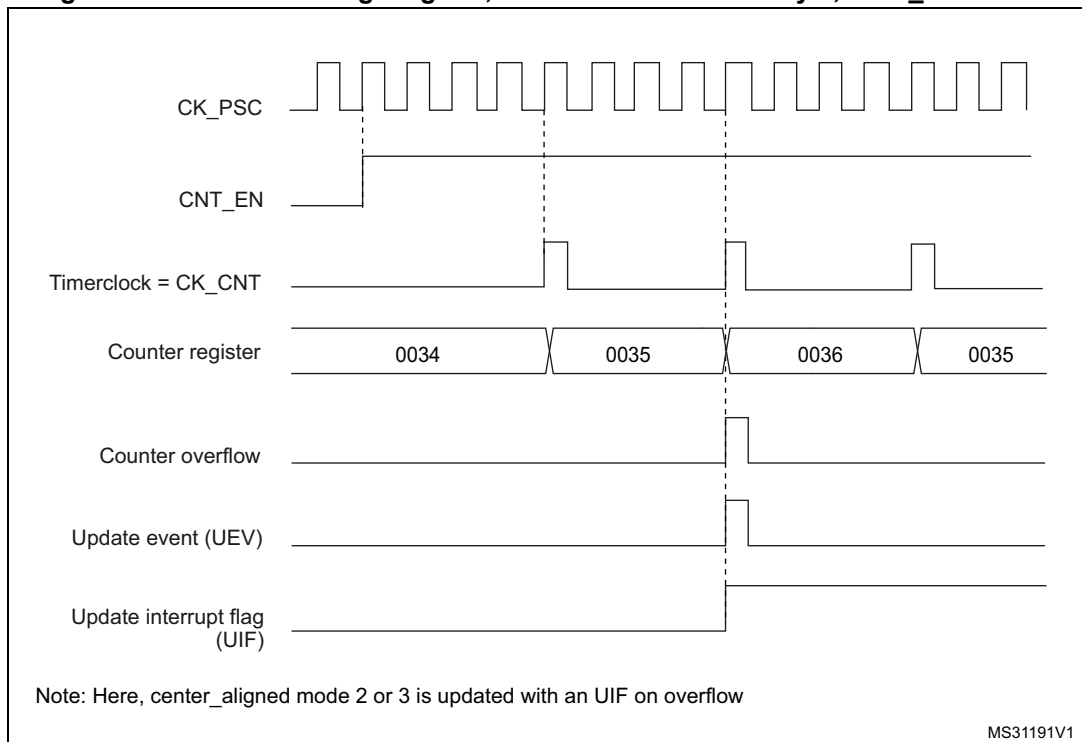 CK_PSC
CNT_EN
Timerclock = CK_CNT
Counter register
0034 0035 0036 0035
Counter overflow
Update event (UEV)
Update interrupt flag
(UIF)
Note: Here, center_aligned mode 2 or 3 is updated with an UIF on overflow
MS31191V1